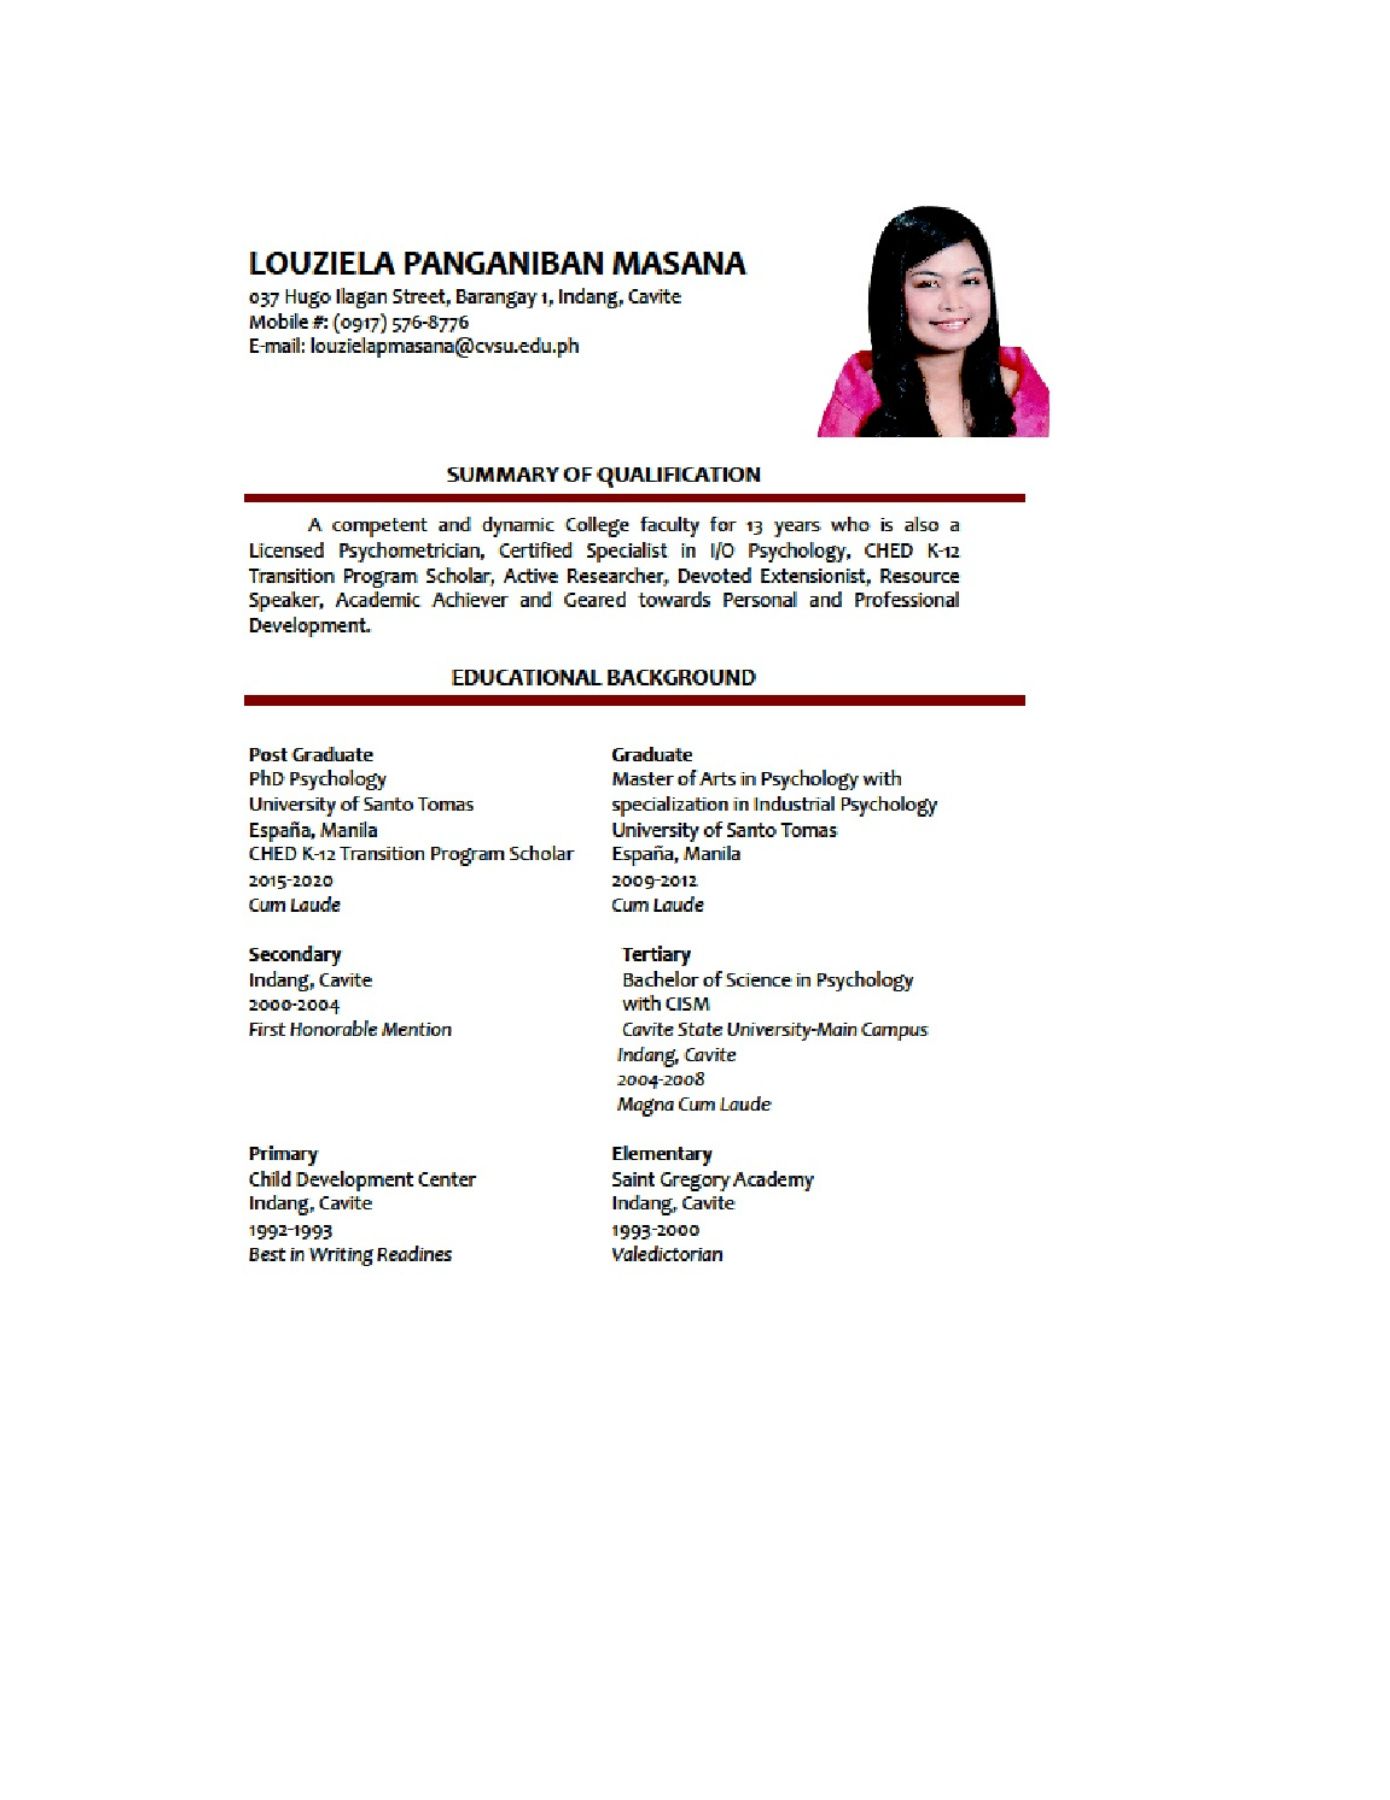 LOUZIELA PANGANIBAN MASANA
037 Hugo Ilagan Street, Barangay 1, Indang, Cavite
Mobile #: (0917) 576-8776
E-mail: louzielapmasana@cvsu.edu.ph
SUMMARY OF QUALIFICATION
A competent and dynamic College faculty for 13 years who is also a
Licensed Psychometrician, Certified Specialist in I/O Psychology, CHED K-12
Transition Program Scholar, Active Researcher, Devoted Extensionist, Resource
Speaker, Academic Achiever and Geared towards Personal and Professional
Development.
EDUCATIONAL BACKGROUND
Post Graduate
PhD Psychology
University of Santo Tomas
España, Manila
CHED K-12 Transition Program Scholar
2015-2020
Cum Laude
Graduate
Master of Arts in Psychology with
specialization in Industrial Psychology
University of Santo Tomas
España, Manila
2009-2012
Cum Laude
Secondary
Indang, Cavite
2000-2004
First Honorable Mention
Tertiary
Bachelor of Science in Psychology
with CISM
Cavite State University-Main Campus
Indang, Cavite
2004-2008
Magna Cum Laude
Primary
Child Development Center
Indang, Cavite
1992-1993
Best in Writing Readines
Elementary
Saint Gregory Academy
Indang, Cavite
1993-2000
Valedictorian